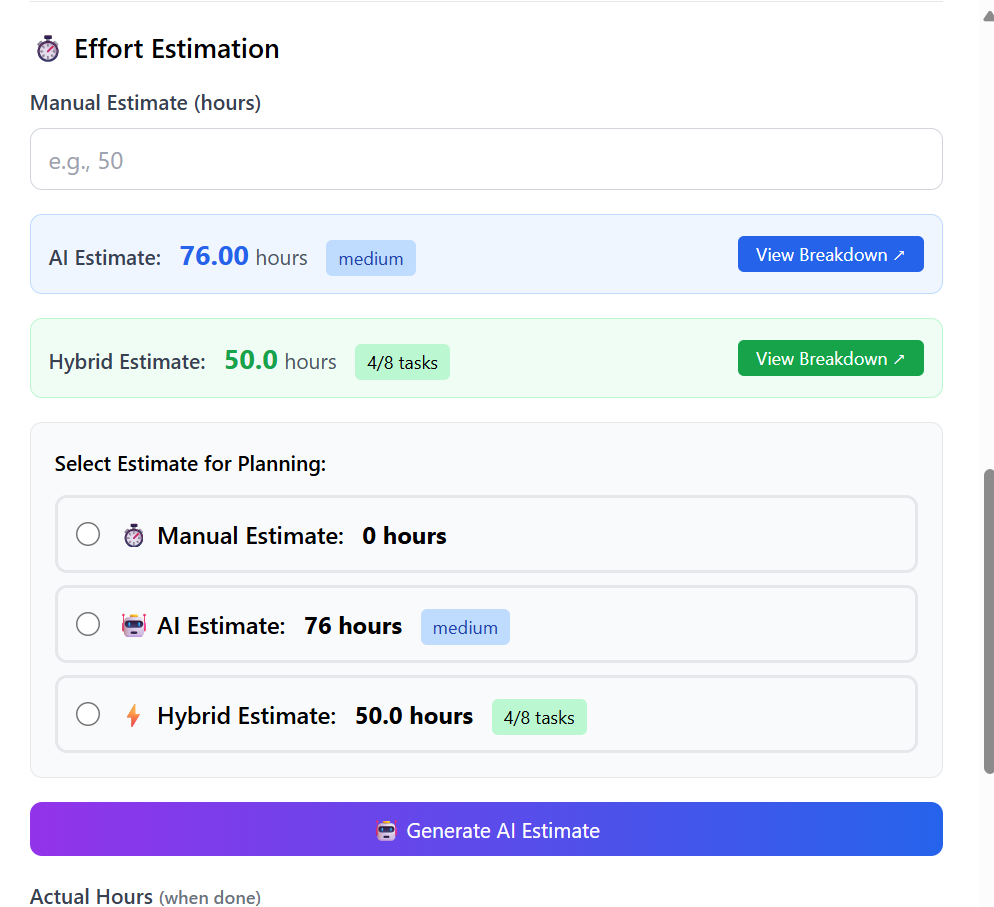 Effort Estimation
Manual Estimate (hours)
e.g., 50
AI Estimate: 76.00 hours medium View Breakdown ↗
Hybrid Estimate: 50.0 hours 4/8 tasks View Breakdown ↗
Select Estimate for Planning:
Manual Estimate: 0 hours
AI Estimate: 76 hours medium
Hybrid Estimate: 50.0 hours 4/8 tasks
Generate AI Estimate
Actual Hours (when done)